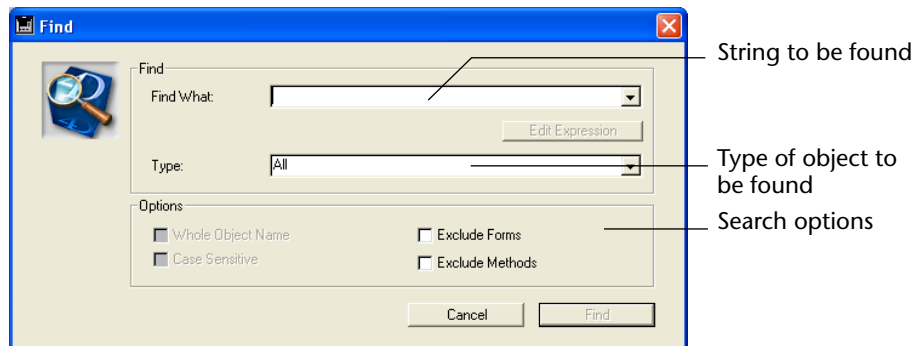 Find
Find
Find What:
String to be found
Edit Expression
Type:
All
Type of object to
be found
Options
Search options
Whole Object Name
Exclude Forms
Case Sensitive
Exclude Methods
Cancel
Find